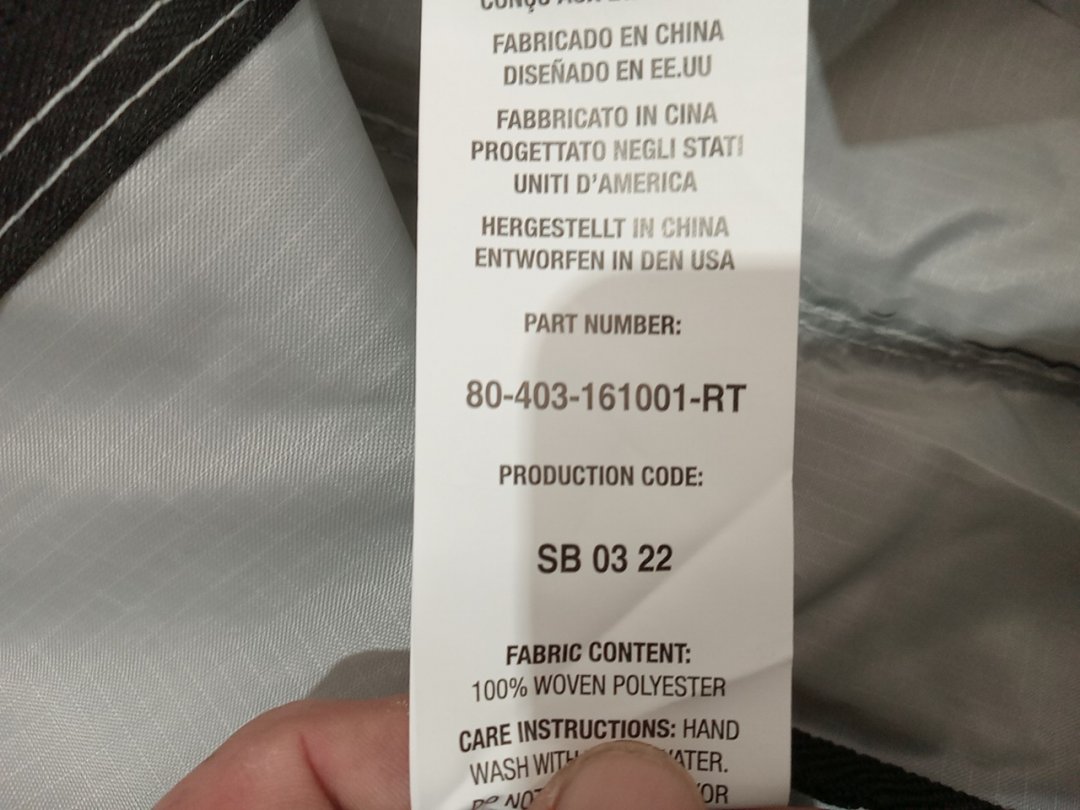 FABRICADO EN CHINA
DISEÑADO EN EE.UU
FABBRICATO IN CINA
PROGETTATO NEGLI STATI
UNITI D'AMERICA
HERGESTELLT IN CHINA
ENTWORFEN IN DEN USA
PART NUMBER:
80-403-161001-RT
PRODUCTION CODE:
SB 03 22
FABRIC CONTENT:
100% WOVEN POLYESTER
CARE INSTRUCTIONS: HAND
WASH WITH